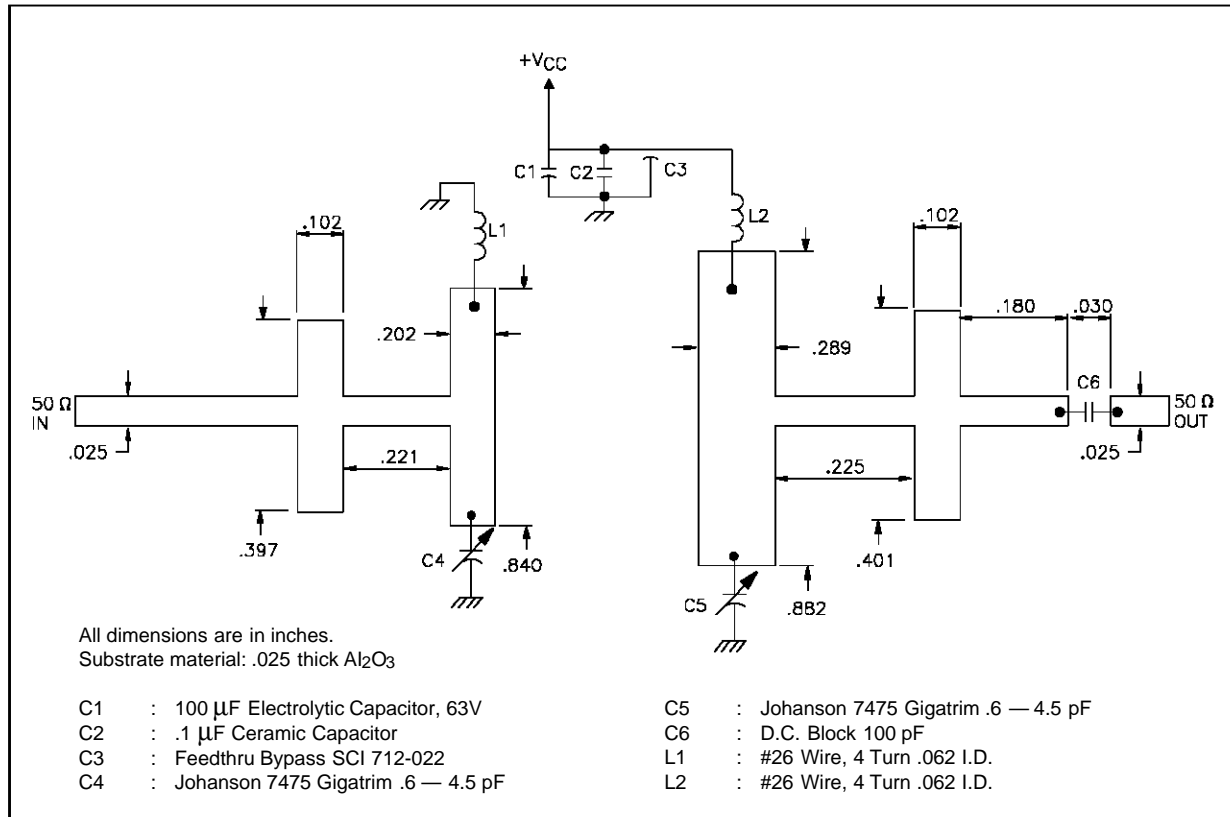 +VCC
C1
C2
C3
L1
L2
.102
.102
.202
.289
.180
.030
C6
50 Ω
IN
50 Ω
OUT
.025
.025
.221
.225
.397
C4
.840
C5
.882
.401
All dimensions are in inches.
Substrate material: .025 thick Al2O3
C1 : 100 µF Electrolytic Capacitor, 63V
C2 : .1 µF Ceramic Capacitor
C3 : Feedthru Bypass SCI 712-022
C4 : Johanson 7475 Gigatrim .6 — 4.5 pF
C5 : Johanson 7475 Gigatrim .6 — 4.5 pF
C6 : D.C. Block 100 pF
L1 : #26 Wire, 4 Turn .062 I.D.
L2 : #26 Wire, 4 Turn .062 I.D.